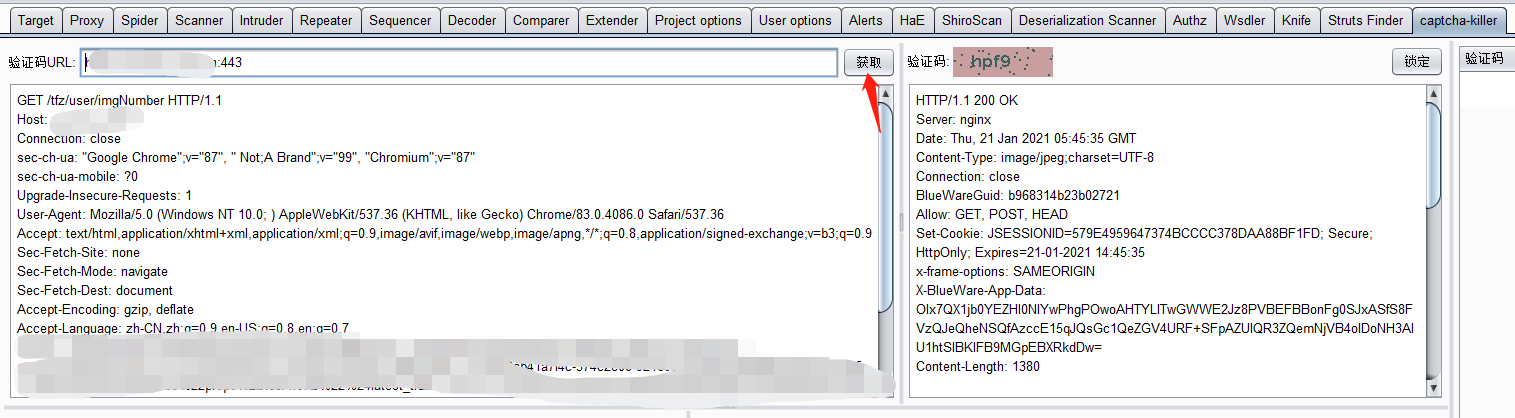 Target Proxy Spider Scanner Intruder Repeater Sequencer Decoder Comparer Extender Project options User options Alerts HaE ShiroScan Deserialization Scanner Authz Wsdler Knife Struts Finder captcha-killer
验证码URL: :443 获取
验证码: hpf9 锁定
验证码
GET /tfz/user/imgNumber HTTP/1.1
Host:
Connection: close
sec-ch-ua: "Google Chrome";v="87", " Not;A Brand";v="99", "Chromium";v="87"
sec-ch-ua-mobile: ?0
Upgrade-Insecure-Requests: 1
User-Agent: Mozilla/5.0 (Windows NT 10.0; ) AppleWebKit/537.36 (KHTML, like Gecko) Chrome/83.0.4086.0 Safari/537.36
Accept: text/html,application/xhtml+xml,application/xml;q=0.9,image/avif,image/webp,image/apng,*/*;q=0.8,application/signed-exchange;v=b3;q=0.9
Sec-Fetch-Site: none
Sec-Fetch-Mode: navigate
Sec-Fetch-Dest: document
Accept-Encoding: gzip, deflate
Accept-Language: zh-CN,zh;q=0.9,en-US;q=0.8,en;q=0.7
HTTP/1.1 200 OK
Server: nginx
Date: Thu, 21 Jan 2021 05:45:35 GMT
Content-Type: image/jpeg;charset=UTF-8
Connection: close
BlueWareGuid: b968314b23b02721
Allow: GET, POST, HEAD
Set-Cookie: JSESSIONID=579E4959647374BCCCC378DAA88BF1FD; Secure;
HttpOnly; Expires=21-01-2021 14:45:35
x-frame-options: SAMEORIGIN
X-BlueWare-App-Data:
OIx7QX1jb0YEZHI0NIYwPhgPOwoAHTYLITwGWWE2Jz8PVBEFBBonFg0SJxASfS8F
VzQJeQheNSQfAzccE15qJQsGc1QeZGV4URF+SFpAZUlQR3ZQemNjVB4oIDoNH3Al
U1htSlBKIFB9MGpEBXRkdDw=
Content-Length: 1380